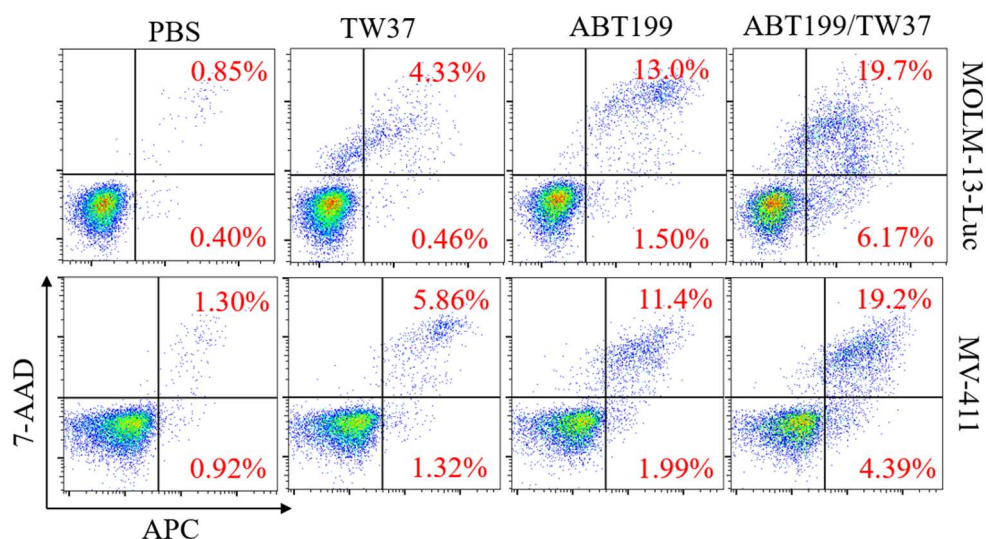 PBS TW37 ABT199 ABT199/TW37
0.85% 4.33% 13.0% 19.7%
MOLM-13-Luc
0.40% 0.46% 1.50% 6.17%
1.30% 5.86% 11.4% 19.2%
7-AAD
MV-411
0.92% 1.32% 1.99% 4.39%
APC